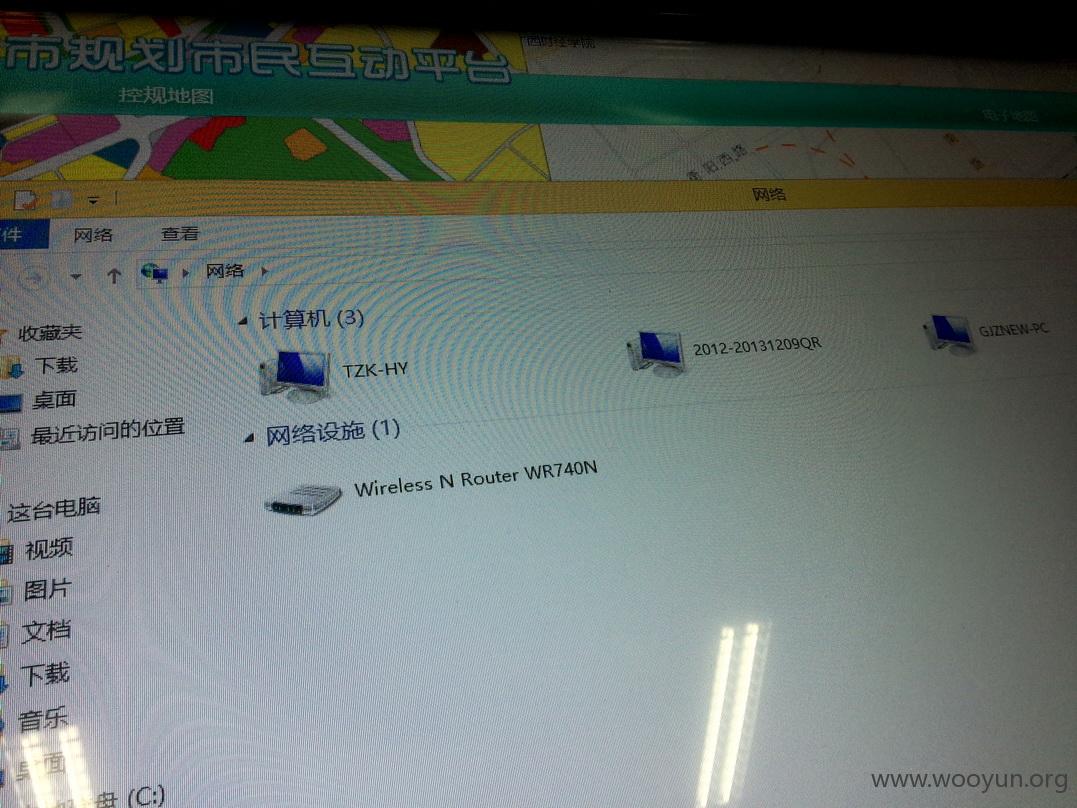 市规划市民互动平台
控规地图
电子地图
衡阳西路
网络
件
网络
查看
网络
收藏夹
下载
桌面
最近访问的位置
这台电脑
视频
图片
文档
下载
音乐
桌面
盘 (C:)
计算机 (3)
TZK-HY
2012-20131209QR
GJZNEW-PC
网络设施 (1)
Wireless N Router WR740N
www.wooyun.org